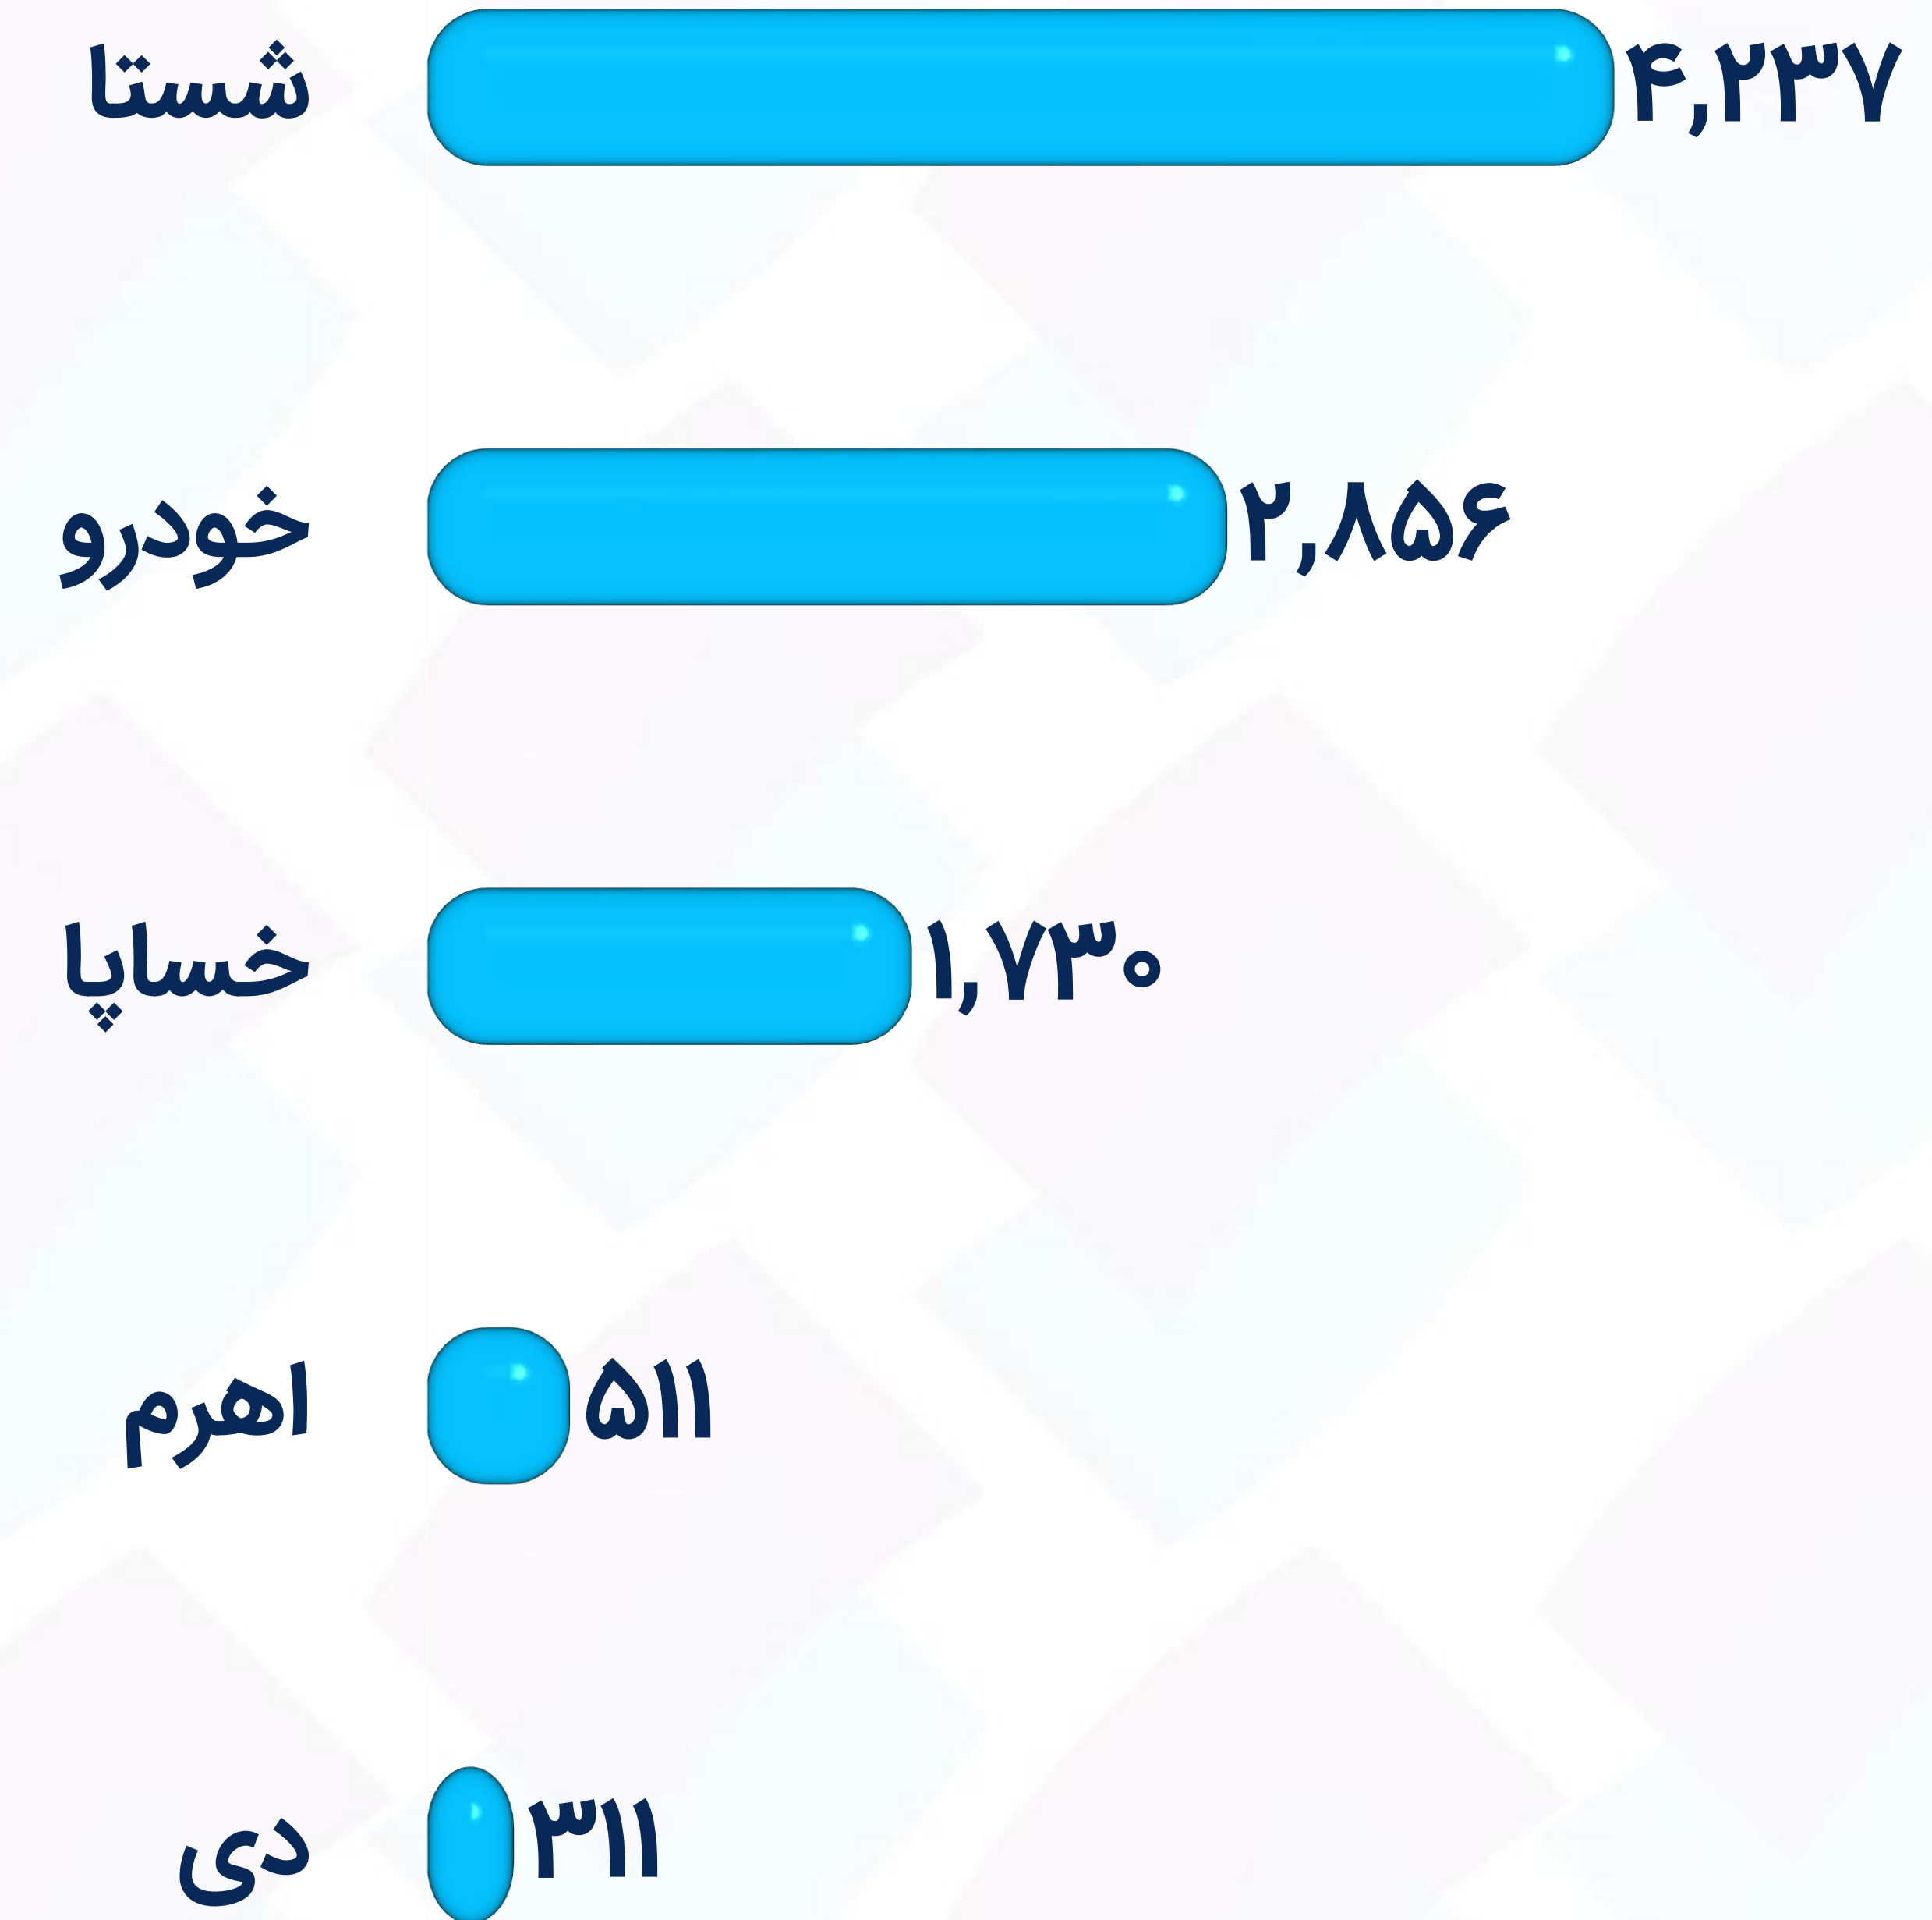 شستا ۴,۲۳۷
خودرو ۲,۸۵۶
خساپا ۱,۷۳۰
اهرم ۵۱۱
دی ۳۱۱